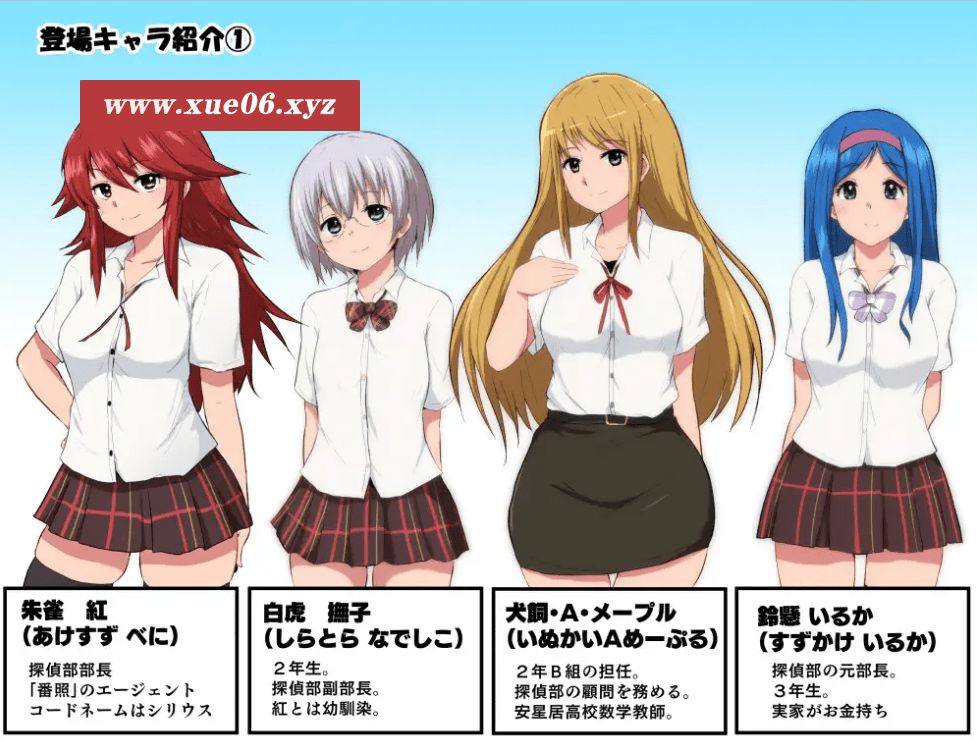 登場キャラ紹介①
www.xue06.xyz
朱雀 紅
(あけすず べに)
探偵部部長
「番照」のエージェント
コードネームはシリウス
白虎 撫子
(しらとら なでしこ)
２年生。
探偵部副部長。
紅とは幼馴染。
犬飼・A・メープル
(いぬかいAめーぷる)
２年Ｂ組の担任。
探偵部の顧問を務める。
安星居高校数学教師。
鈴懸 いるか
(すずかけ いるか)
探偵部の元部長。
３年生。
実家がお金持ち